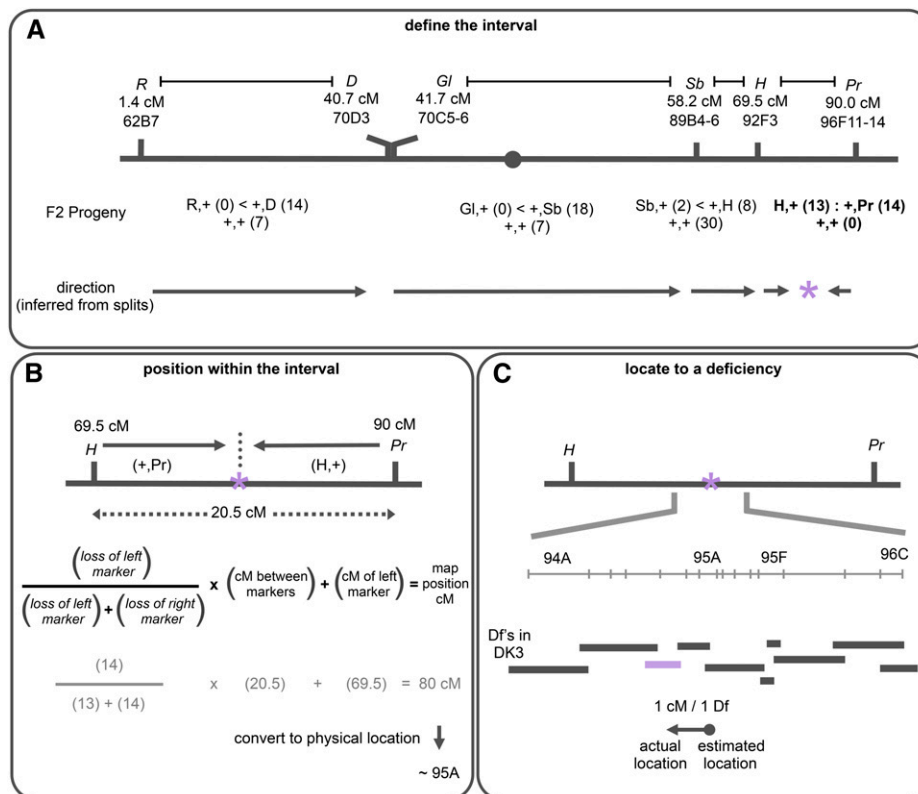 A
define the interval
R D Gl Sb H Pr
1.4 cM 40.7 cM 41.7 cM 58.2 cM 69.5 cM 90.0 cM
62B7 70D3 70C5-6 89B4-6 92F3 96F11-14
F2 Progeny
R,+ (0) < +,D (14) Gl,+ (0) < +,Sb (18) Sb,+ (2) < +,H (8) H,+ (13) : +,Pr (14)
+,+ (7) +,+ (7) +,+ (30) +,+ (0)
direction
(inferred from splits)
*
B
position within the interval
69.5 cM 90 cM
H Pr
(+,Pr) (H,+)
*
20.5 cM
(loss of left marker)
(loss of left marker) + (loss of right marker)
x (cM between markers) + (cM of left marker) = map position cM
(14)
(13) + (14)
x (20.5) + (69.5) = 80 cM
convert to physical location
~ 95A
C
locate to a deficiency
H Pr
*
94A 95A 95F 96C
Df's in
DK3
1 cM / 1 Df
actual estimated
location location